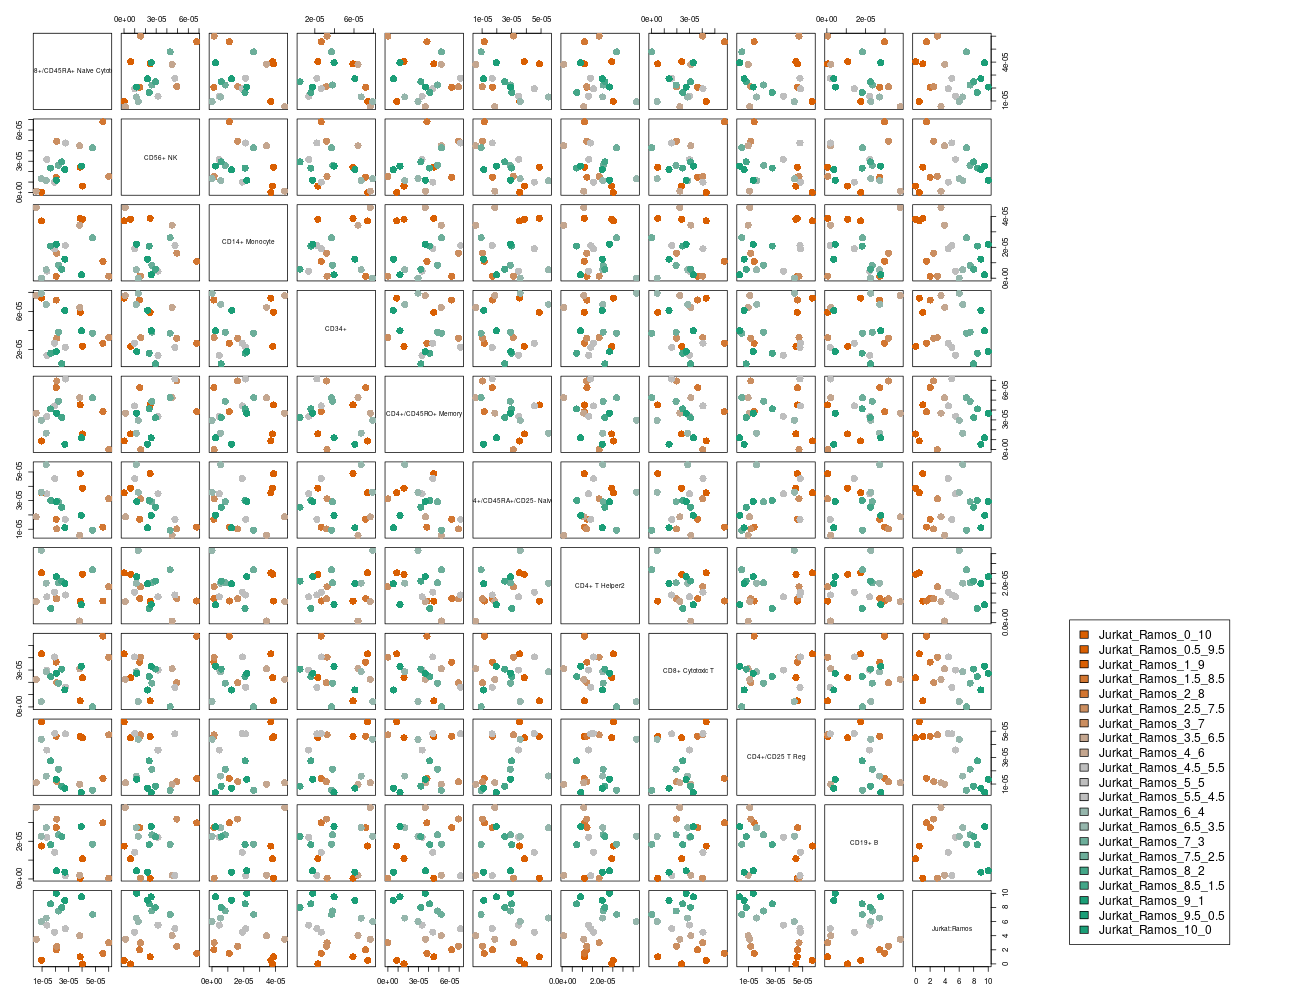 0e+00 3e-05 6e-05 2e-05 6e-05 1e-05 3e-05 5e-05 0e+00 3e-05 0e+00 2e-05
8+/CD45RA+ Naive Cytot
1e-05 4e-05
CD56+ NK
0e+00 3e-05 6e-05
CD14+ Monocyte
0e+00 2e-05 4e-05
CD34+
2e-05 6e-05
CD4+/CD45RO+ Memory
0e+00 3e-05 6e-05
4+/CD45RA+/CD25- Naiv
1e-05 3e-05 5e-05
CD4+ T Helper2
0.0e+00 2.0e-05
CD8+ Cytotoxic T
0e+00 3e-05
CD4+/CD25 T Reg
1e-05 3e-05 5e-05
CD19+ B
0e+00 2e-05
Jurkat:Ramos
0 2 4 6 8 10
1e-05 3e-05 5e-05 0e+00 2e-05 4e-05 0e+00 3e-05 6e-05 0.0e+00 2.0e-05 1e-05 3e-05 5e-05 0 2 4 6 8 10
Jurkat_Ramos_0_10
Jurkat_Ramos_0.5_9.5
Jurkat_Ramos_1_9
Jurkat_Ramos_1.5_8.5
Jurkat_Ramos_2_8
Jurkat_Ramos_2.5_7.5
Jurkat_Ramos_3_7
Jurkat_Ramos_3.5_6.5
Jurkat_Ramos_4_6
Jurkat_Ramos_4.5_5.5
Jurkat_Ramos_5_5
Jurkat_Ramos_5.5_4.5
Jurkat_Ramos_6_4
Jurkat_Ramos_6.5_3.5
Jurkat_Ramos_7_3
Jurkat_Ramos_7.5_2.5
Jurkat_Ramos_8_2
Jurkat_Ramos_8.5_1.5
Jurkat_Ramos_9_1
Jurkat_Ramos_9.5_0.5
Jurkat_Ramos_10_0